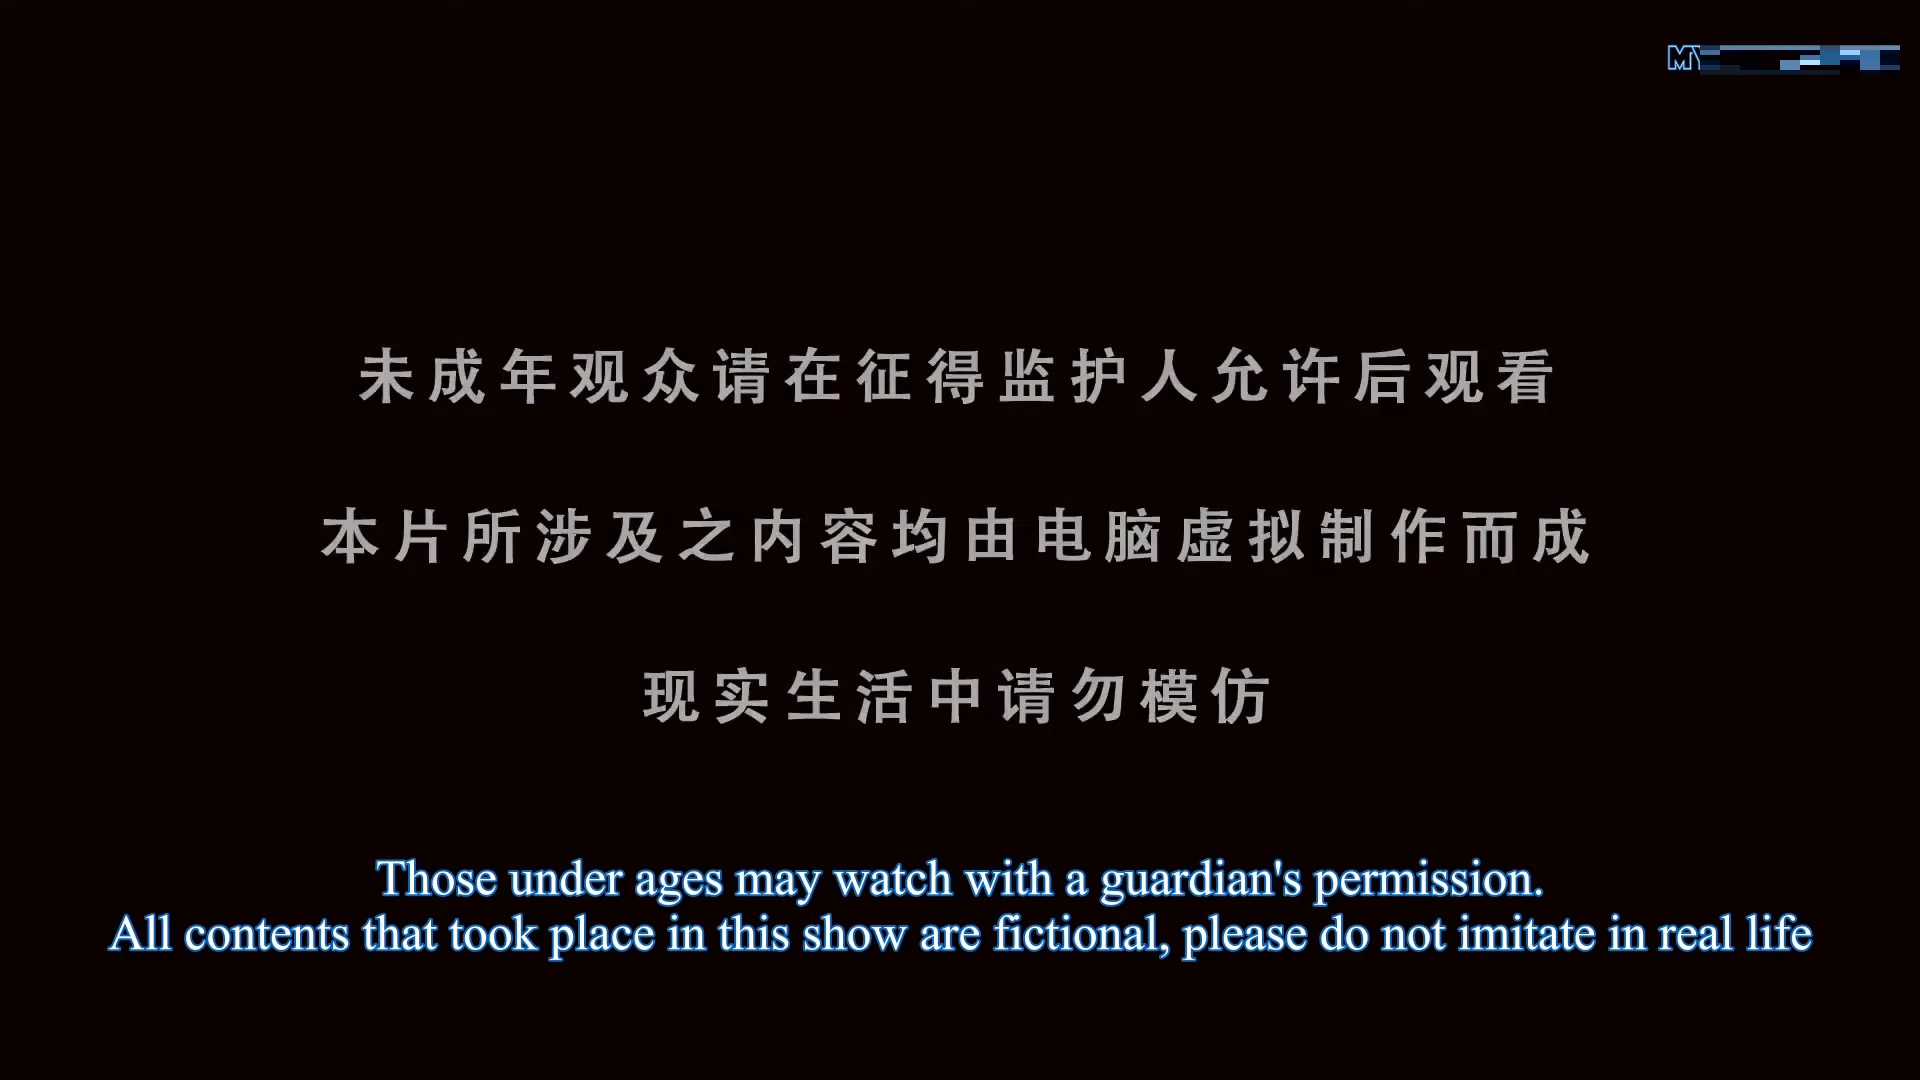 MY
未成年观众请在征得监护人允许后观看
本片所涉及之内容均由电脑虚拟制作而成
现实生活中请勿模仿
Those under ages may watch with a guardian's permission.
All contents that took place in this show are fictional, please do not imitate in real life